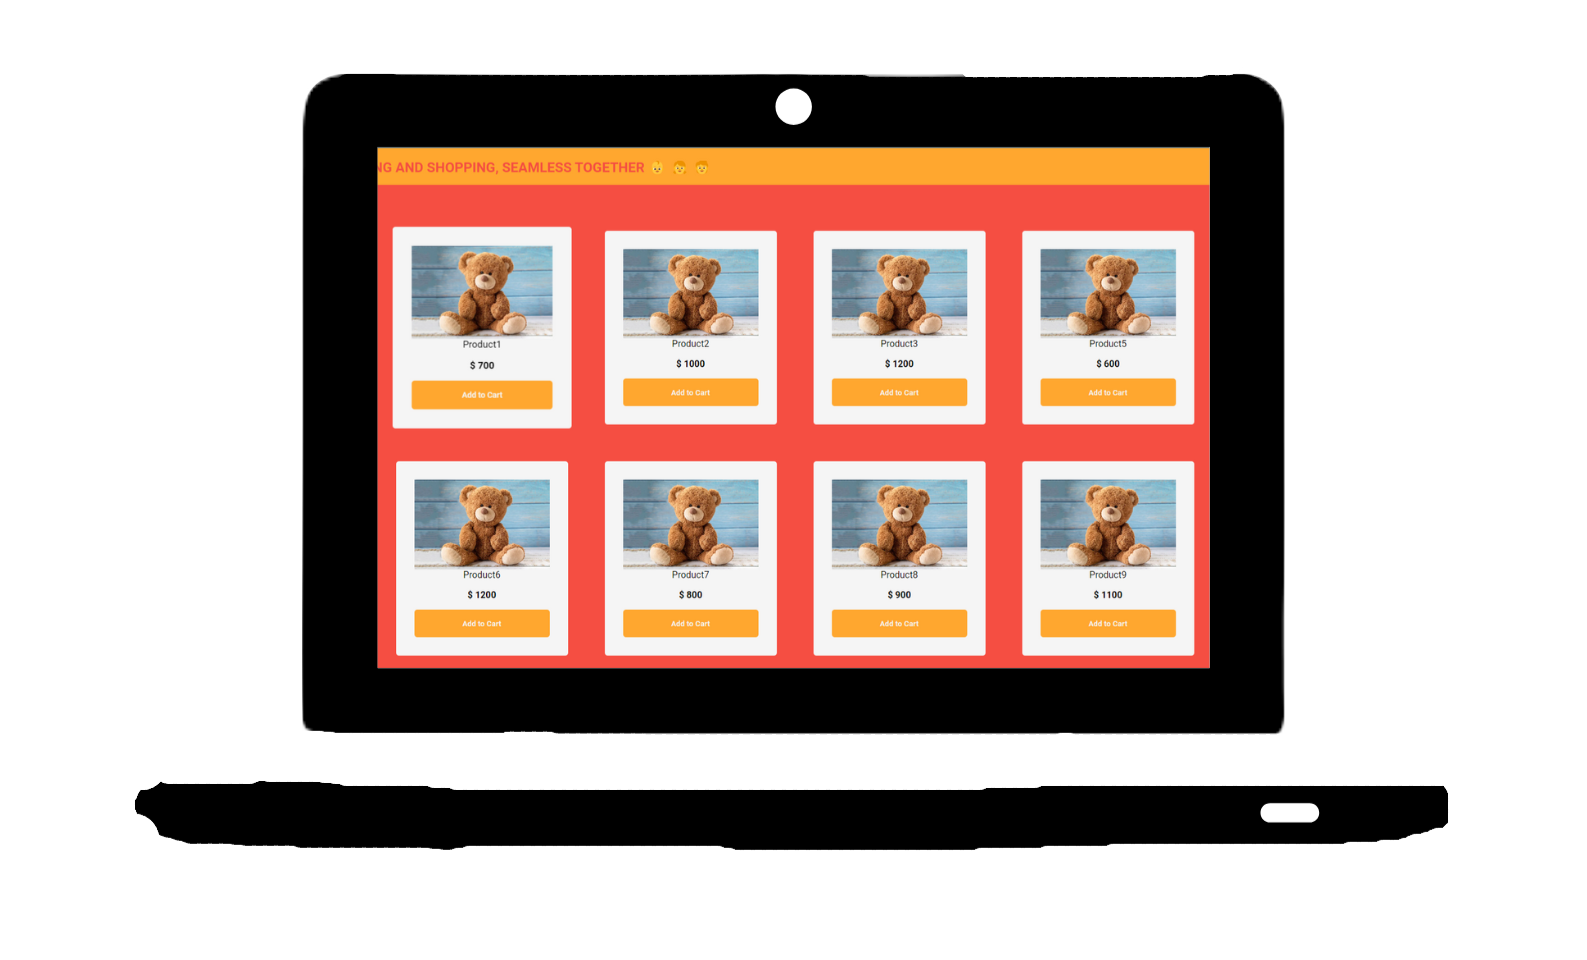 NG AND SHOPPING, SEAMLESS TOGETHER
Product1
$ 700
Add to Cart
Product2
$ 1000
Add to Cart
Product3
$ 1200
Add to Cart
Product5
$ 600
Add to Cart
Product6
$ 1200
Add to Cart
Product7
$ 800
Add to Cart
Product8
$ 900
Add to Cart
Product9
$ 1100
Add to Cart